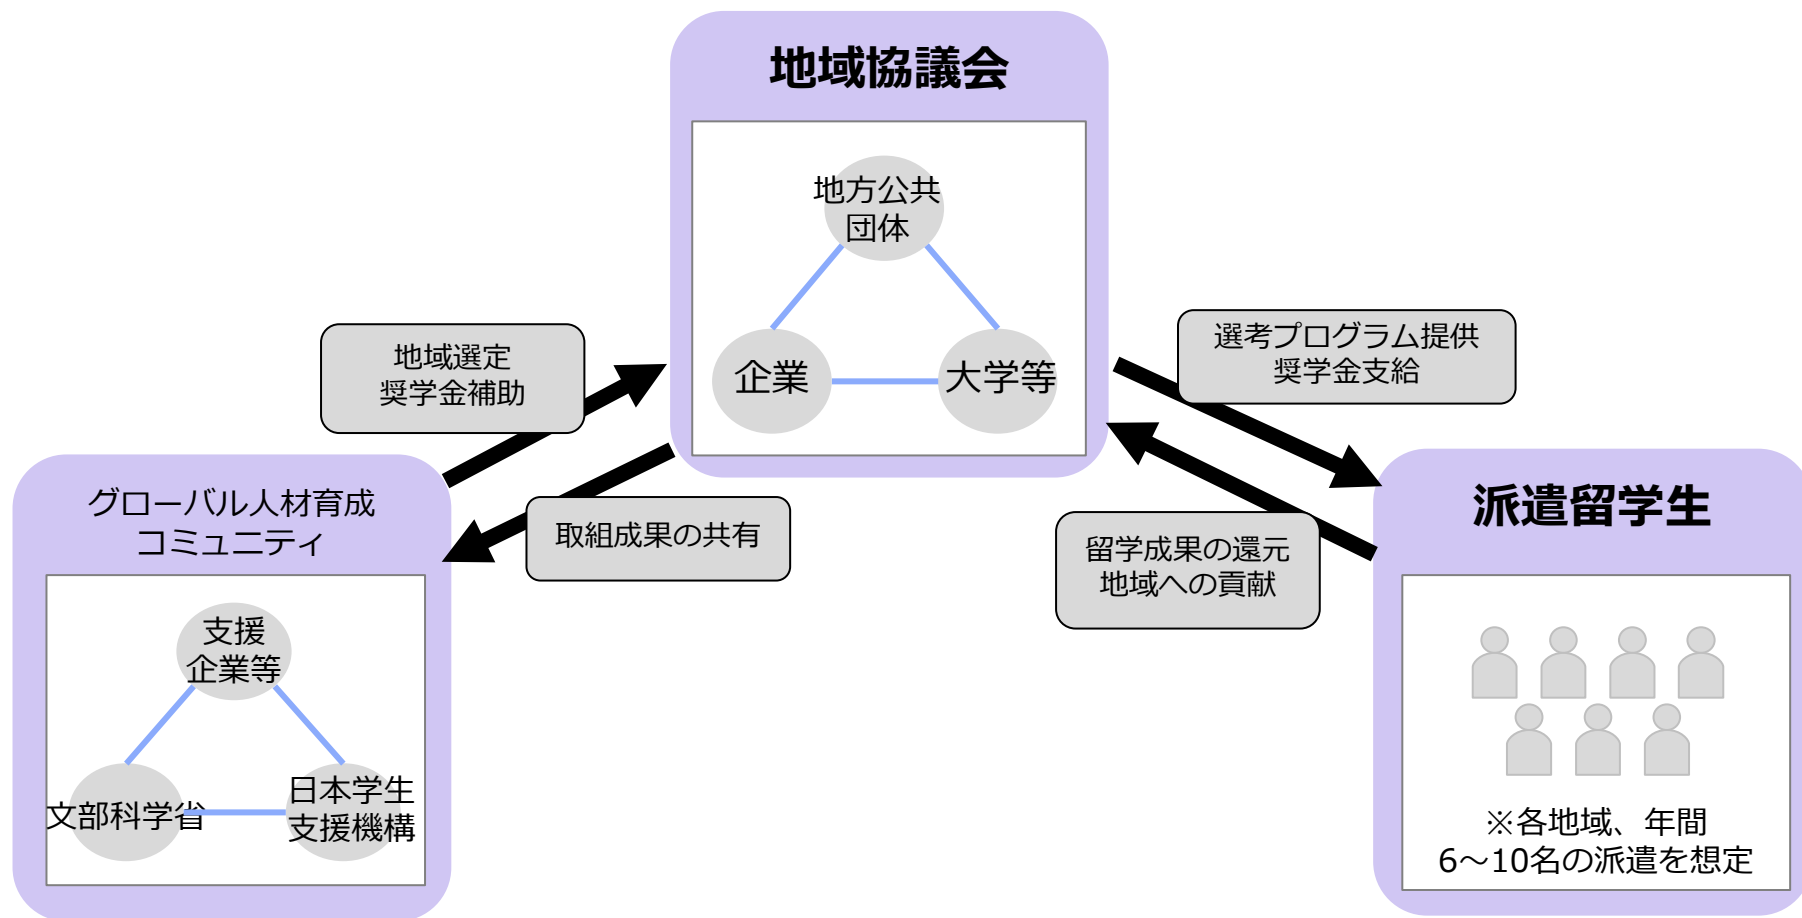 地域協議会
地方公共
団体
企業
大学等
地域選定
奨学金補助
選考プログラム提供
奨学金支給
取組成果の共有
留学成果の還元
地域への貢献
グローバル人材育成
コミュニティ
支援
企業等
文部科学省
日本学生
支援機構
派遣留学生
※各地域、年間
6～10名の派遣を想定